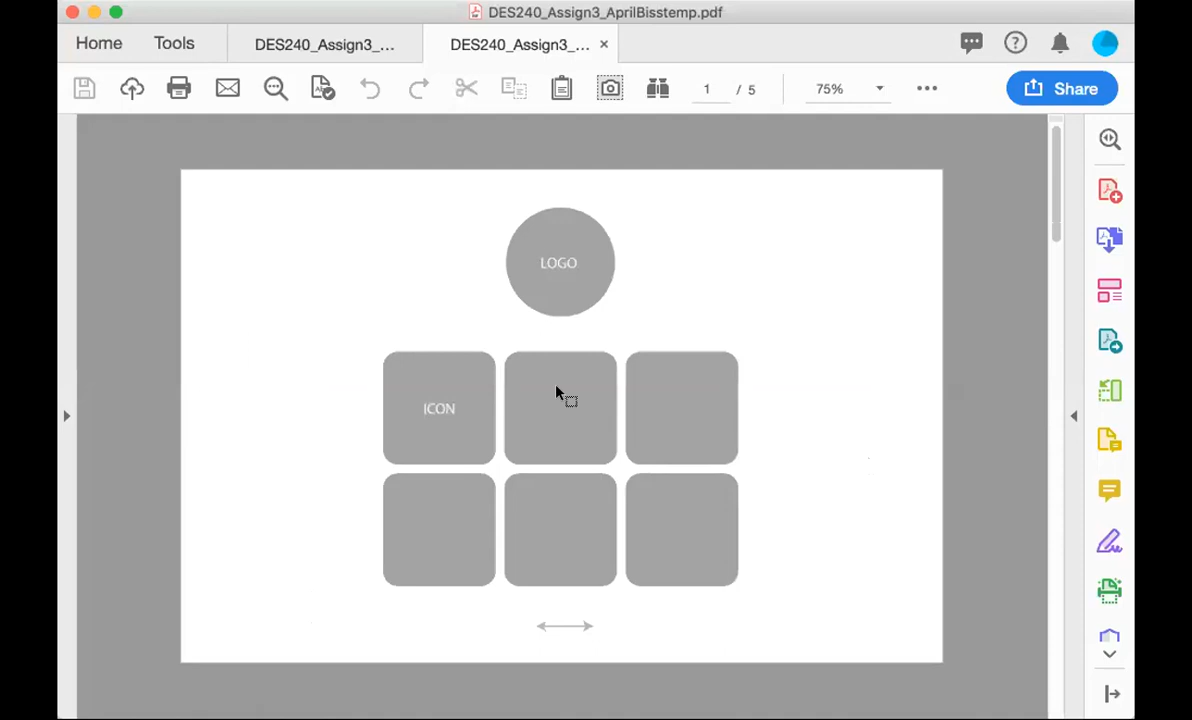 DES240_Assign3_AprilBisstemp.pdf
Home
Tools
DES240_Assign3_...
DES240_Assign3_... ×
1
/ 5
75%
Share
LOGO
ICON